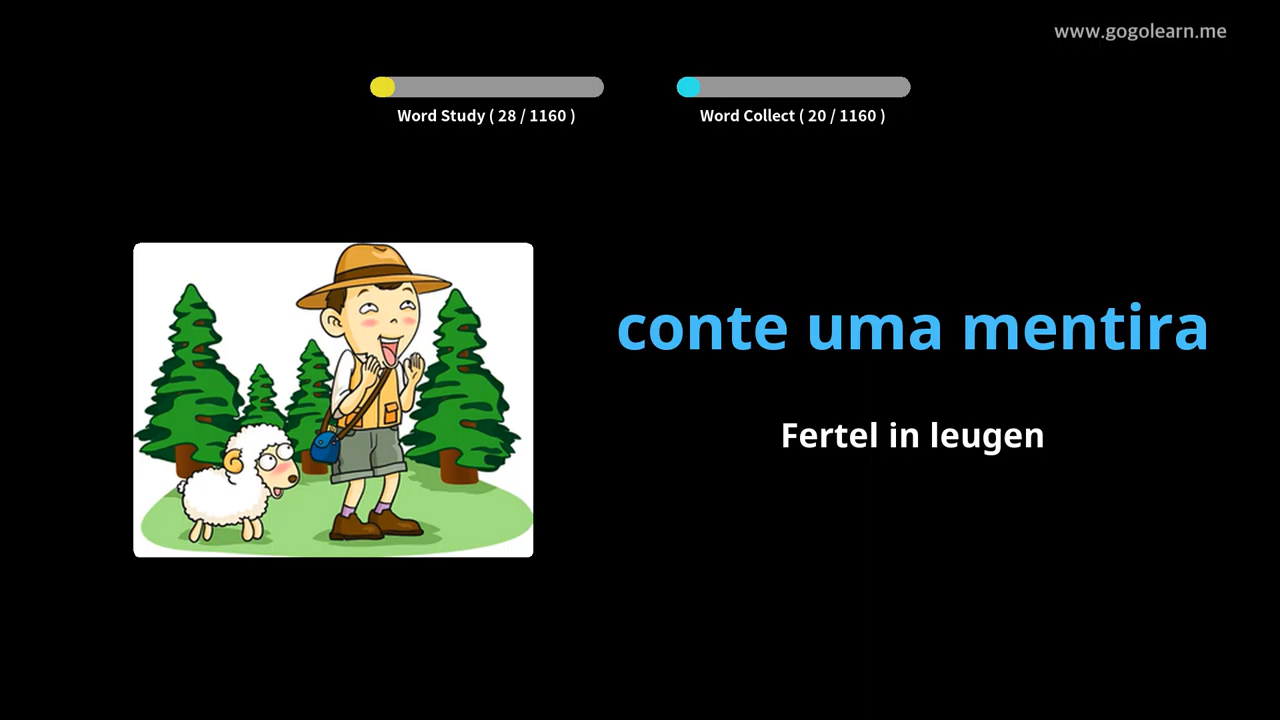 www.gogolearn.me
Word Study ( 28 / 1160 )
Word Collect ( 20 / 1160 )
conte uma mentira
Fertel in leugen